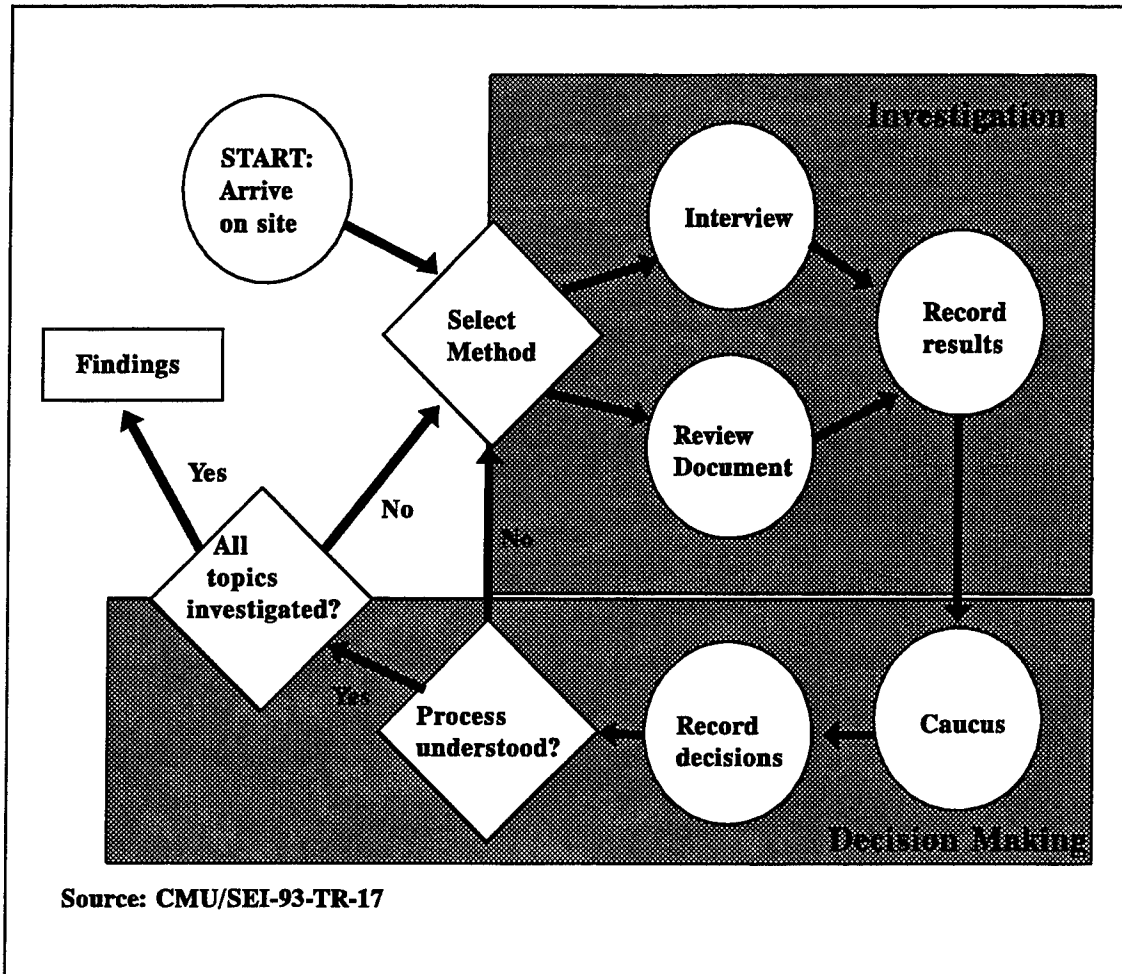 Investigation
START:
Arrive
on site
Interview
Select
Method
Record
results
Findings
Review
Document
Yes
No
No
All
topics
investigated?
Yes
Process
understood?
Record
decisions
Caucus
Decision Making
Source: CMU/SEI-93-TR-17